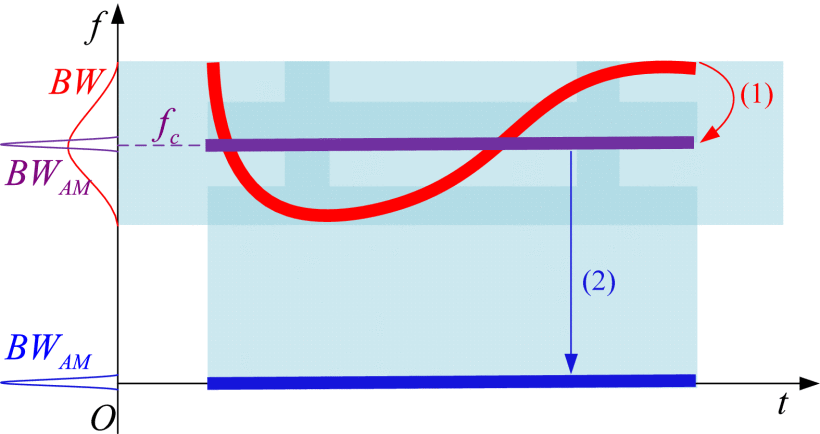 f
BW
(1)
f_c
BW_AM
(2)
BW_AM
O
t